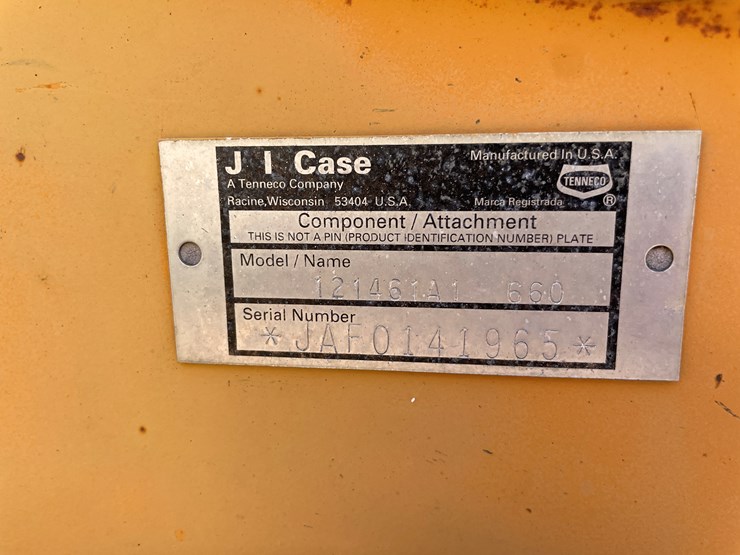 J I Case
A Tenneco Company
Racine, Wisconsin 53404 U.S.A.
Manufactured In U.S.A.
TENNECO
®
Marca Registrada
Component / Attachment
THIS IS NOT A PIN (PRODUCT IDENTIFICATION NUMBER) PLATE
Model / Name
121461A1 660
Serial Number
*JAF0141965*